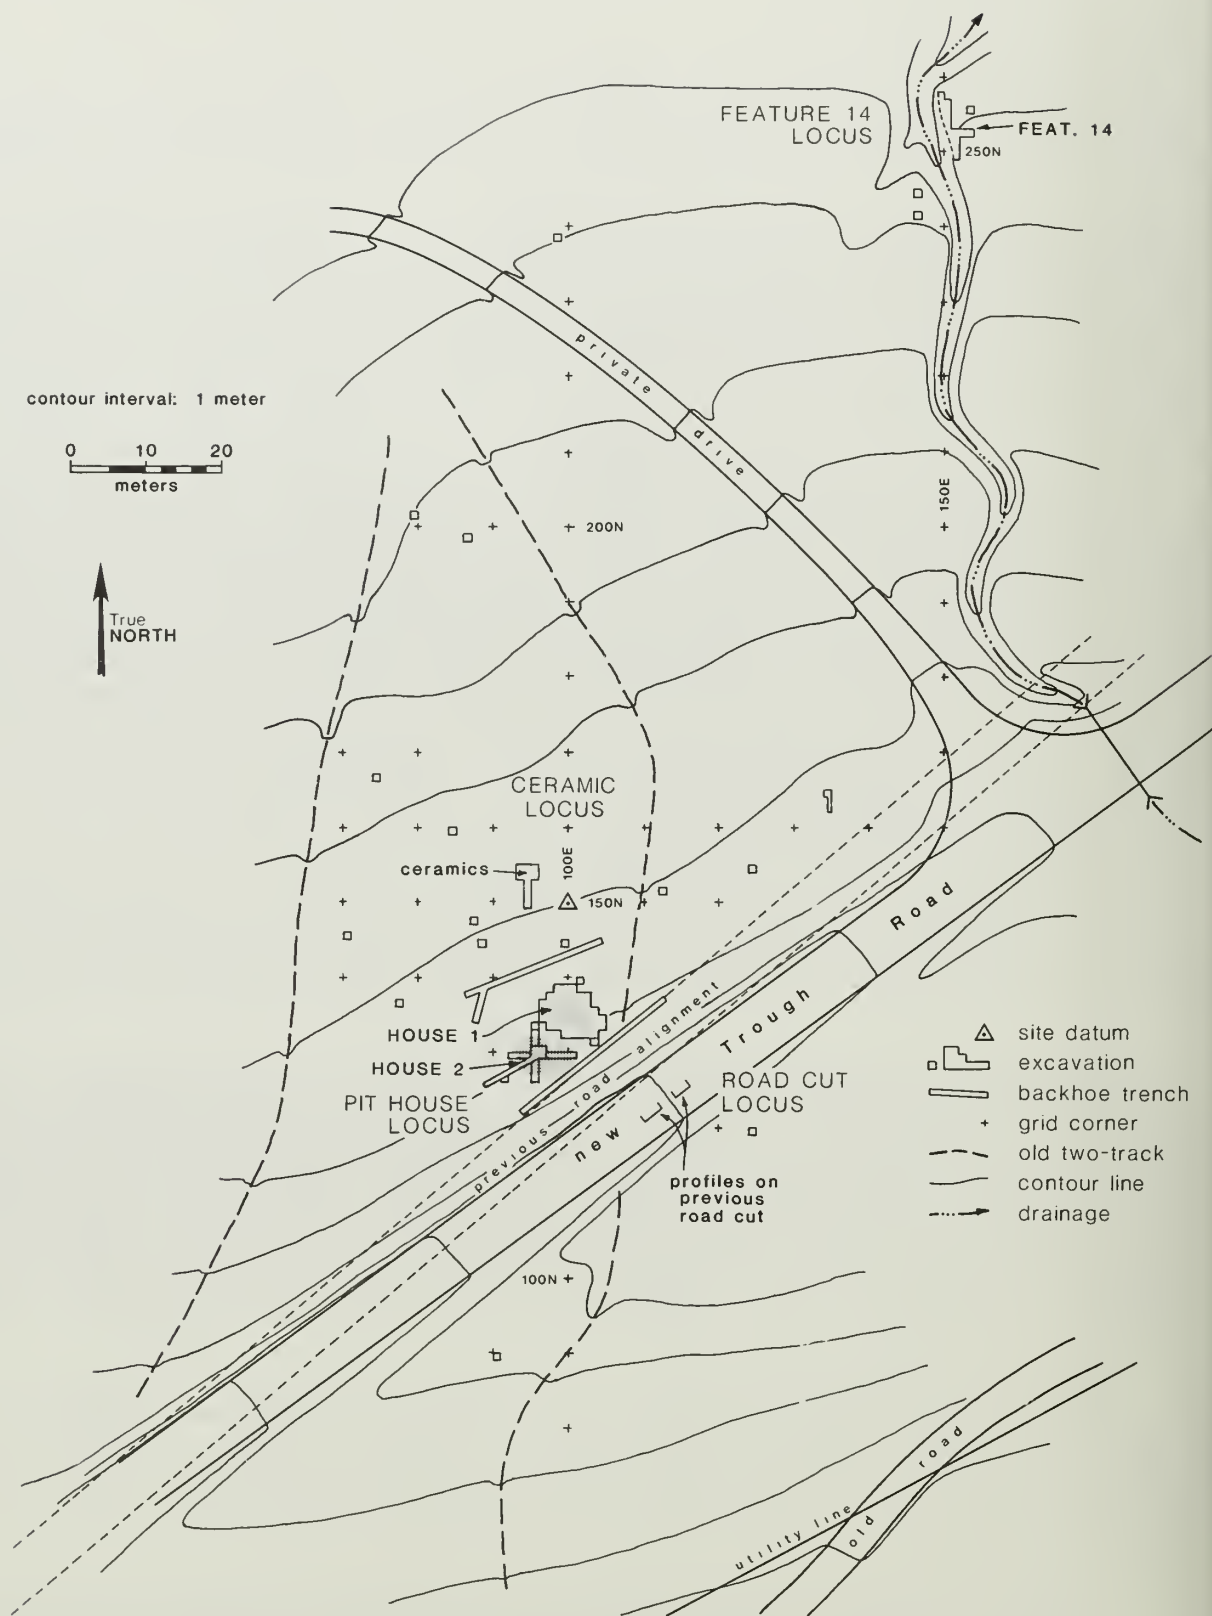 FEATURE 14
LOCUS
FEAT. 14
250N
private
drive
contour interval: 1 meter
0 10 20
meters
150E
200N
True
NORTH
CERAMIC
LOCUS
ceramics
100E
150N
Road
Trough
new
previous road alignment
HOUSE 1
HOUSE 2
PIT HOUSE
LOCUS
ROAD CUT
LOCUS
profiles on
previous
road cut
site datum
excavation
backhoe trench
grid corner
old two-track
contour line
drainage
100N
utility line
old road